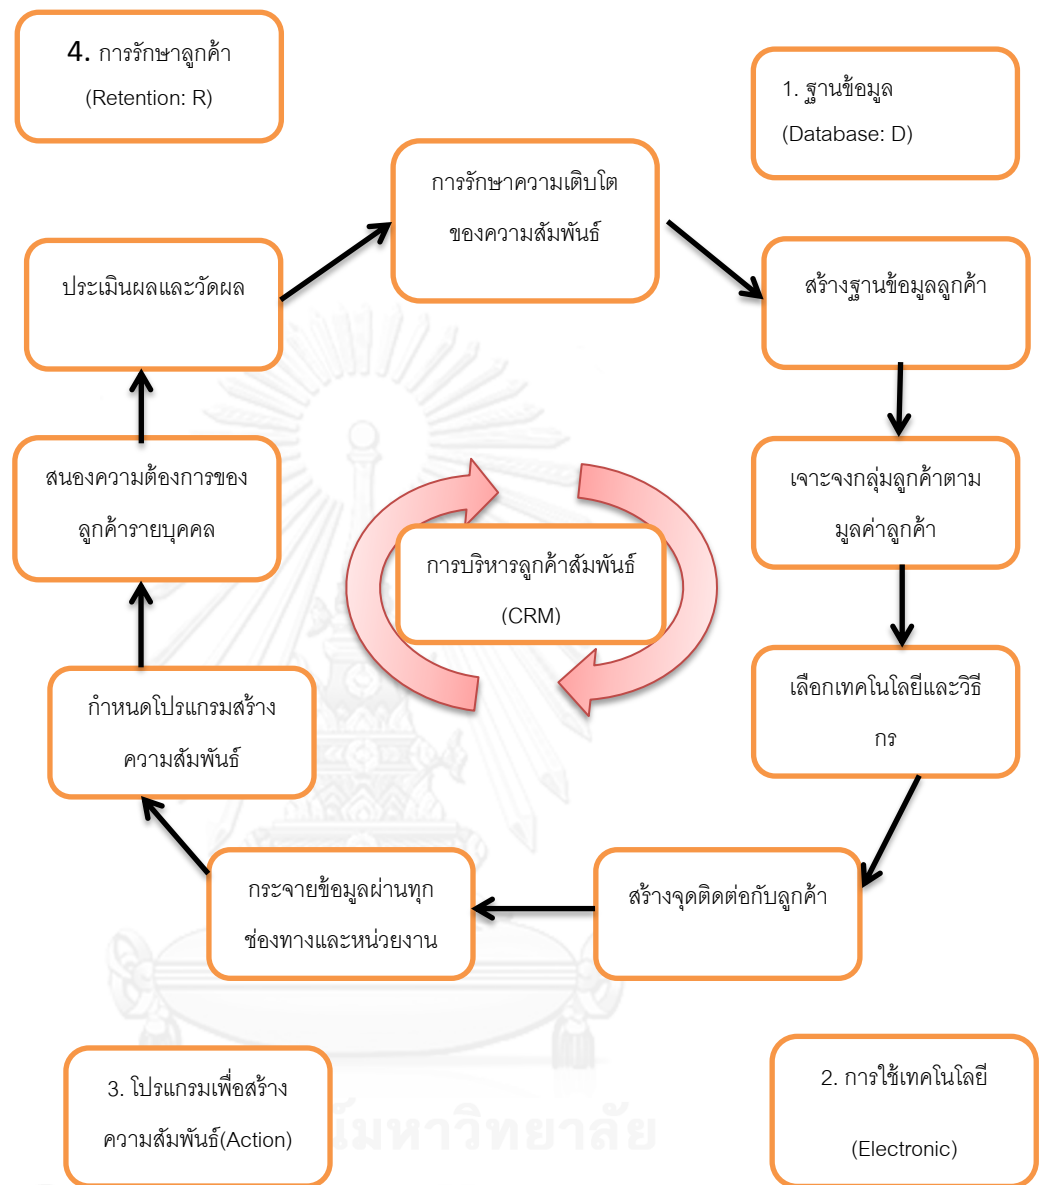 4. การรักษาลูกค้า
(Retention: R)
1. ฐานข้อมูล
(Database: D)
การรักษาความเติบโต
ของความสัมพันธ์
ประเมินผลและวัดผล
สร้างฐานข้อมูลลูกค้า
สนองความต้องการของ
ลูกค้ารายบุคคล
เจาะจงกลุ่มลูกค้าตาม
มูลค่าลูกค้า
การบริหารลูกค้าสัมพันธ์
(CRM)
กำหนดโปรแกรมสร้าง
ความสัมพันธ์
เลือกเทคโนโลยีและวิธี
กร
กระจายข้อมูลผ่านทุก
ช่องทางและหน่วยงาน
สร้างจุดติดต่อกับลูกค้า
3. โปรแกรมเพื่อสร้าง
ความสัมพันธ์(Action)
2. การใช้เทคโนโลยี
(Electronic)
มหาวิทยาลัย